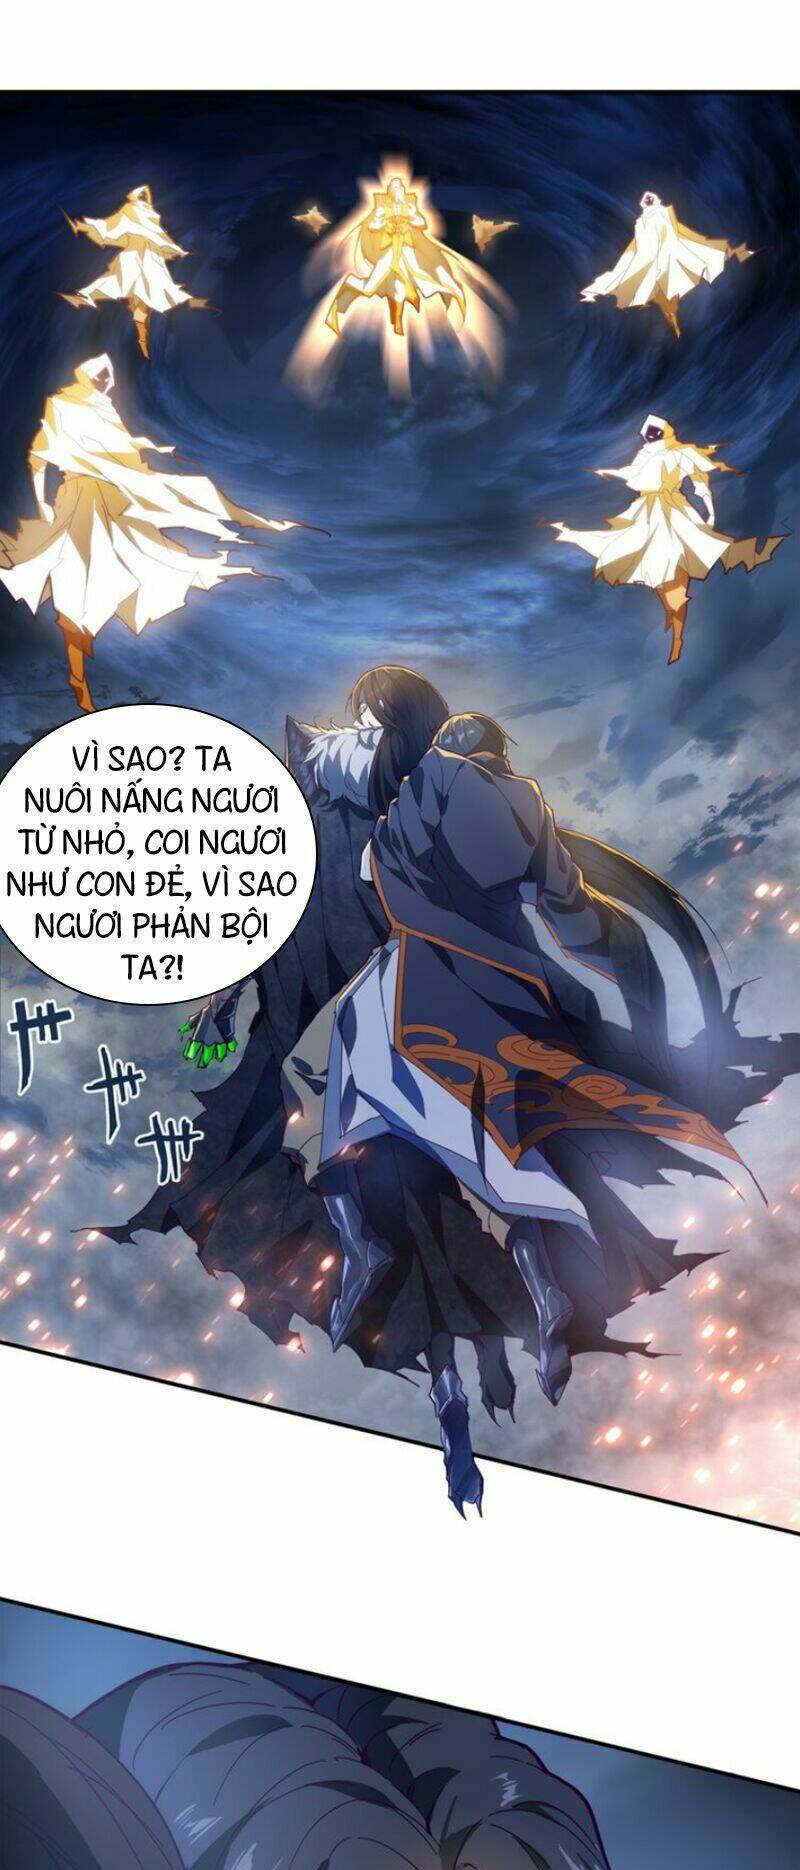 VÌ SAO? TA
NUÔI NẤNG NGƯƠI
TỪ NHỎ, COI NGƯƠI
NHƯ CON ĐẺ, VÌ SAO
NGƯƠI PHẢN BỘI
TA?!